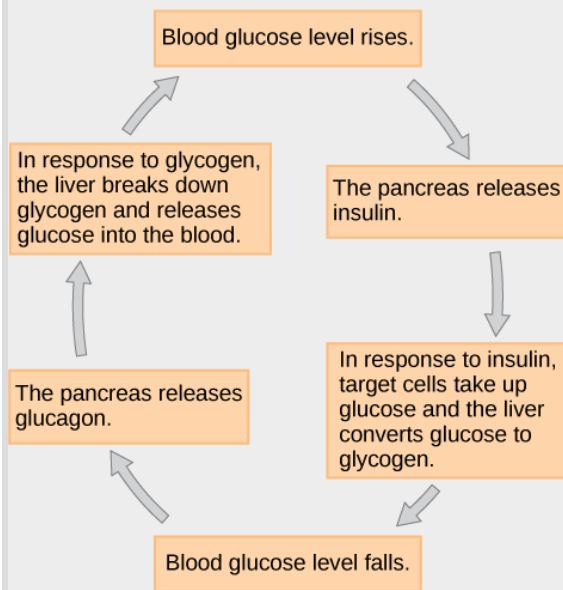 Blood glucose level rises.
The pancreas releases
insulin.
In response to insulin,
target cells take up
glucose and the liver
converts glucose to
glycogen.
Blood glucose level falls.
The pancreas releases
glucagon.
In response to glycogen,
the liver breaks down
glycogen and releases
glucose into the blood.